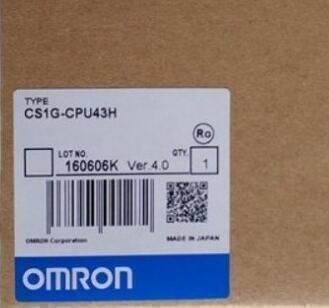 TYPE
CS1G-CPU43H
Ro
LOT NO. QTY.
160606K Ver.4.0 1
OMRON Corporation MADE IN JAPAN
OMRON